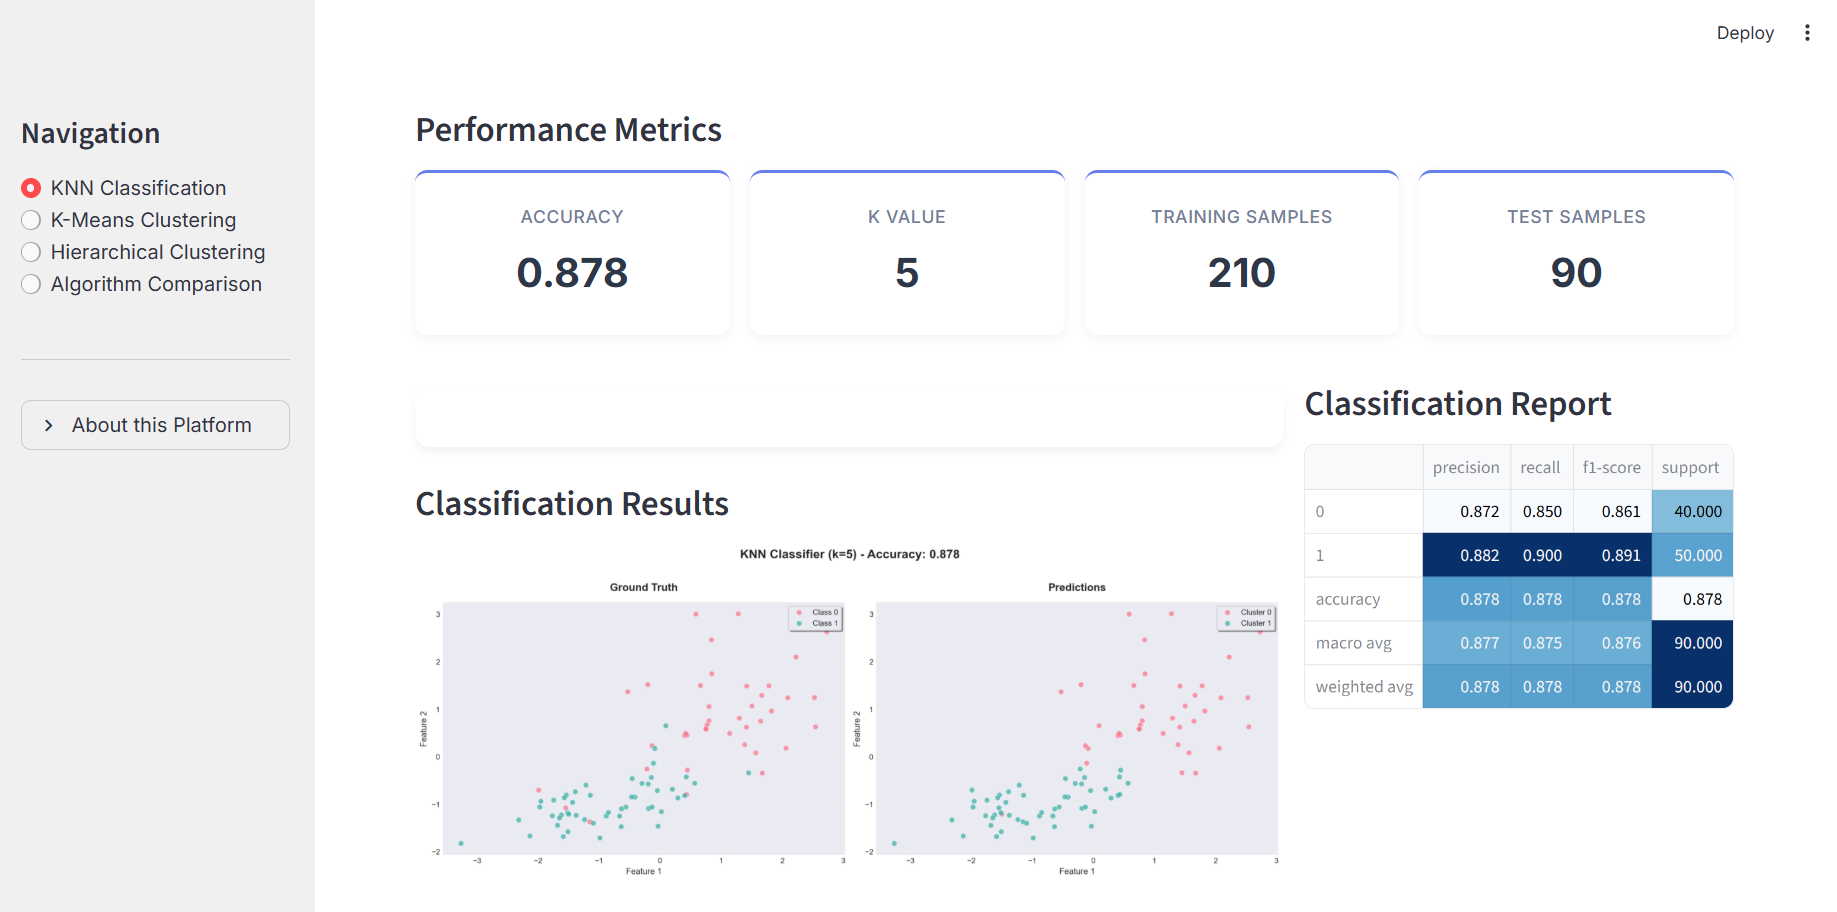 Deploy
Navigation
KNN Classification
K-Means Clustering
Hierarchical Clustering
Algorithm Comparison
About this Platform
Performance Metrics
ACCURACY
0.878
K VALUE
5
TRAINING SAMPLES
210
TEST SAMPLES
90
Classification Results
KNN Classifier (k=5) - Accuracy: 0.878
Ground Truth
Class 0
Class 1
3
2
1
0
−1
−2
Feature 2
−3 −2 −1 0 1 2 3
Feature 1
Predictions
Cluster 0
Cluster 1
3
2
1
0
−1
−2
Feature 2
−3 −2 −1 0 1 2 3
Feature 1
Classification Report
precision recall f1-score support
0 0.872 0.850 0.861 40.000
1 0.882 0.900 0.891 50.000
accuracy 0.878 0.878 0.878 0.878
macro avg 0.877 0.875 0.876 90.000
weighted avg 0.878 0.878 0.878 90.000